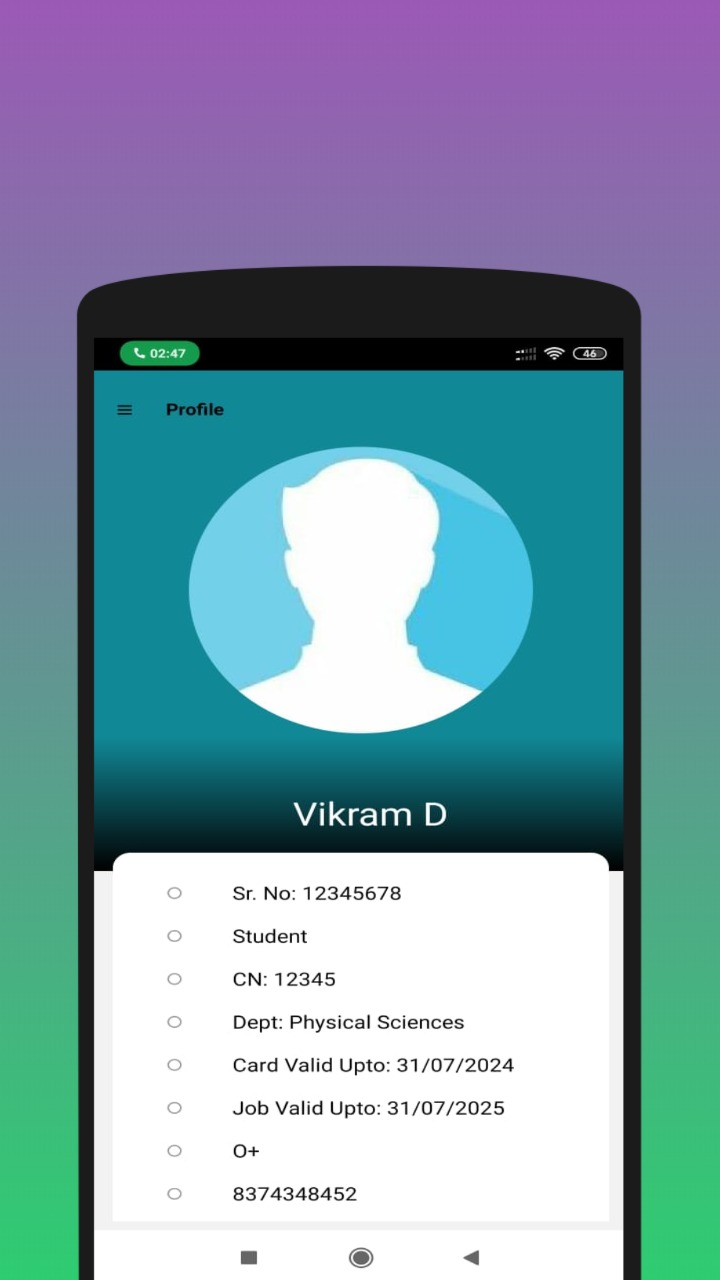 02:47
46
Profile
Vikram D
Sr. No: 12345678
Student
CN: 12345
Dept: Physical Sciences
Card Valid Upto: 31/07/2024
Job Valid Upto: 31/07/2025
O+
8374348452